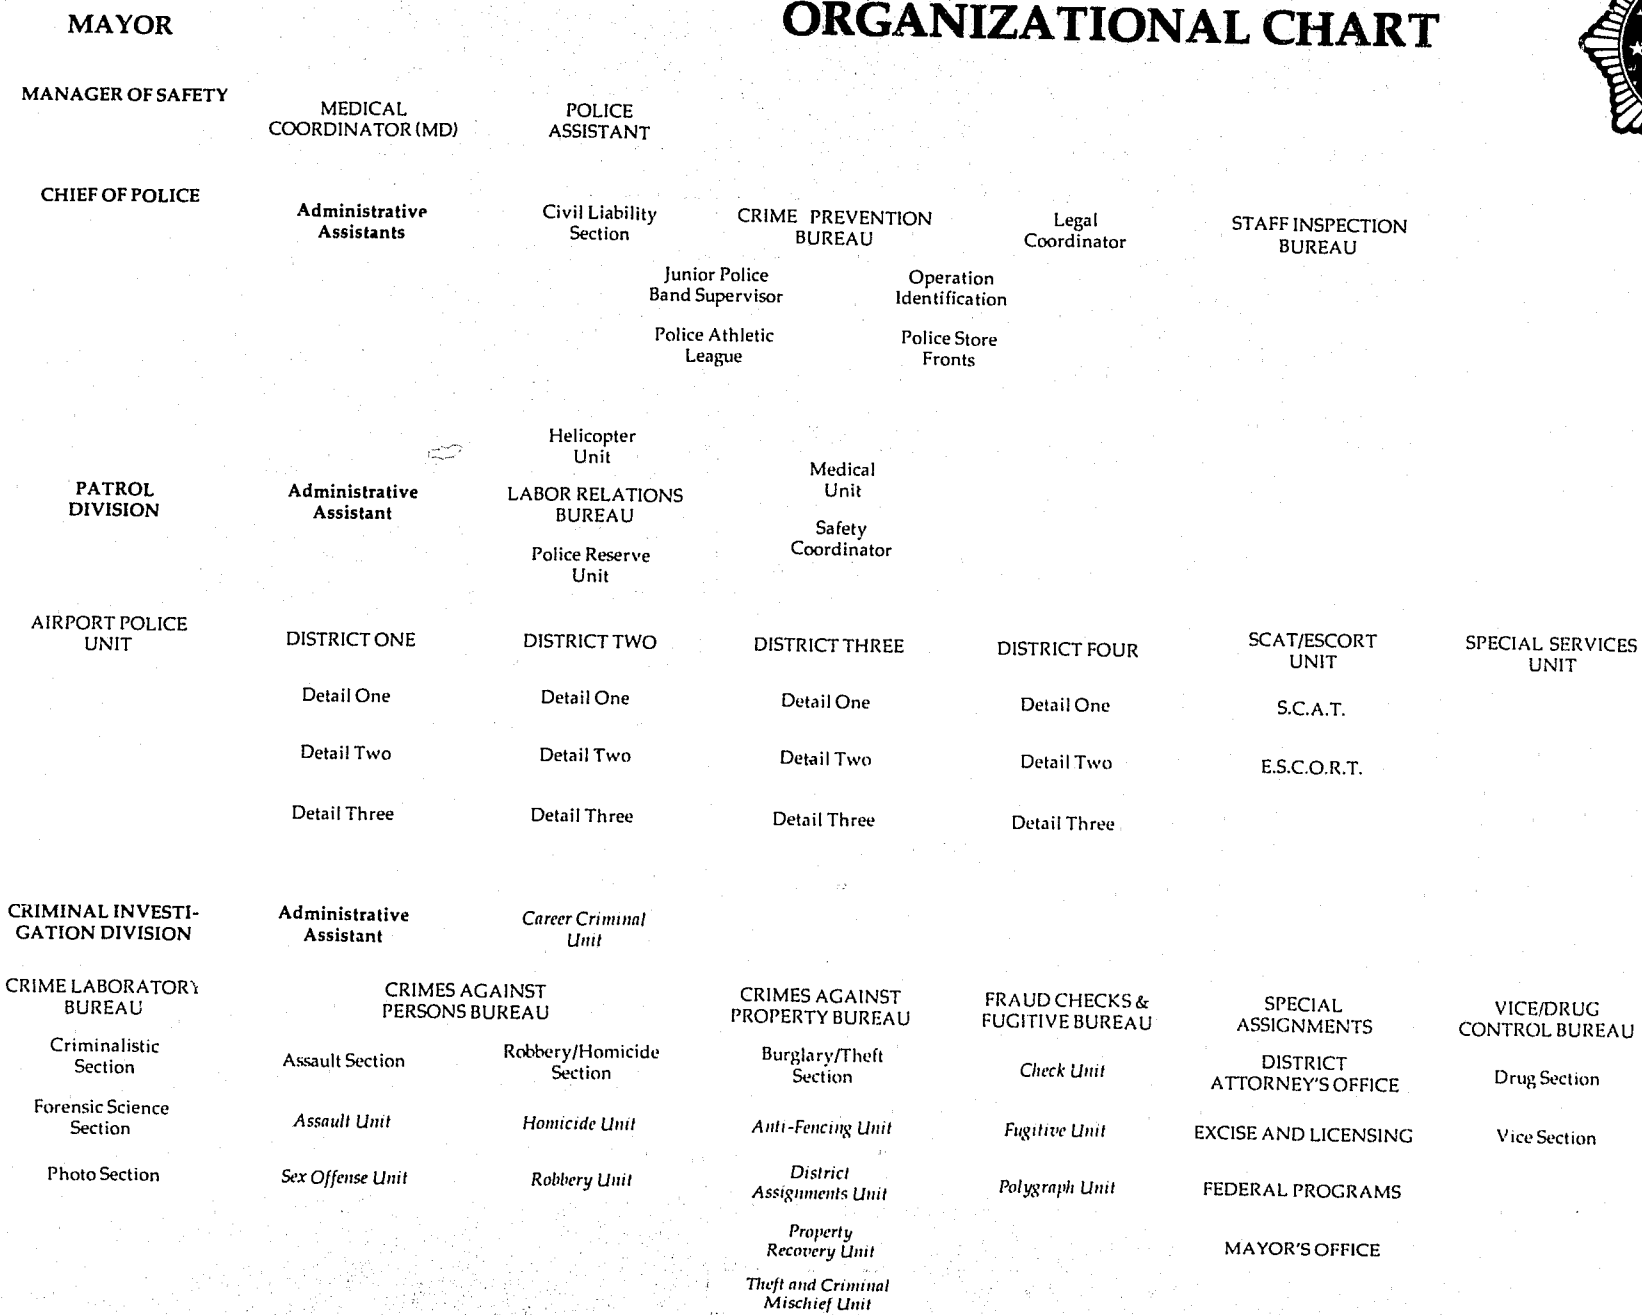 ORGANIZATIONAL CHART
MAYOR
MANAGER OF SAFETY
MEDICAL
COORDINATOR (MD)
POLICE
ASSISTANT
CHIEF OF POLICE
Administrative
Assistants
Civil Liability
Section
CRIME PREVENTION
BUREAU
Legal
Coordinator
STAFF INSPECTION
BUREAU
Junior Police
Band Supervisor
Operation
Identification
Police Athletic
League
Police Store
Fronts
Helicopter
Unit
Medical
Unit
PATROL
DIVISION
Administrative
Assistant
LABOR RELATIONS
BUREAU
Safety
Coordinator
Police Reserve
Unit
AIRPORT POLICE
UNIT
DISTRICT ONE
DISTRICT TWO
DISTRICT THREE
DISTRICT FOUR
SCAT/ESCORT
UNIT
SPECIAL SERVICES
UNIT
Detail One
Detail One
Detail One
Detail One
S.C.A.T.
Detail Two
Detail Two
Detail Two
Detail Two
E.S.C.O.R.T.
Detail Three
Detail Three
Detail Three
Detail Three
CRIMINAL INVESTI-
GATION DIVISION
Administrative
Assistant
Career Criminal
Unit
CRIME LABORATORY
BUREAU
CRIMES AGAINST
PERSONS BUREAU
CRIMES AGAINST
PROPERTY BUREAU
FRAUD CHECKS &
FUGITIVE BUREAU
SPECIAL
ASSIGNMENTS
VICE/DRUG
CONTROL BUREAU
Criminalistic
Section
Assault Section
Robbery/Homicide
Section
Burglary/Theft
Section
Check Unit
DISTRICT
ATTORNEY'S OFFICE
Drug Section
Forensic Science
Section
Assault Unit
Homicide Unit
Anti-Fencing Unit
Fugitive Unit
EXCISE AND LICENSING
Vice Section
Photo Section
Sex Offense Unit
Robbery Unit
District
Assignments Unit
Polygraph Unit
FEDERAL PROGRAMS
Property
Recovery Unit
MAYOR'S OFFICE
Theft and Criminal
Mischief Unit